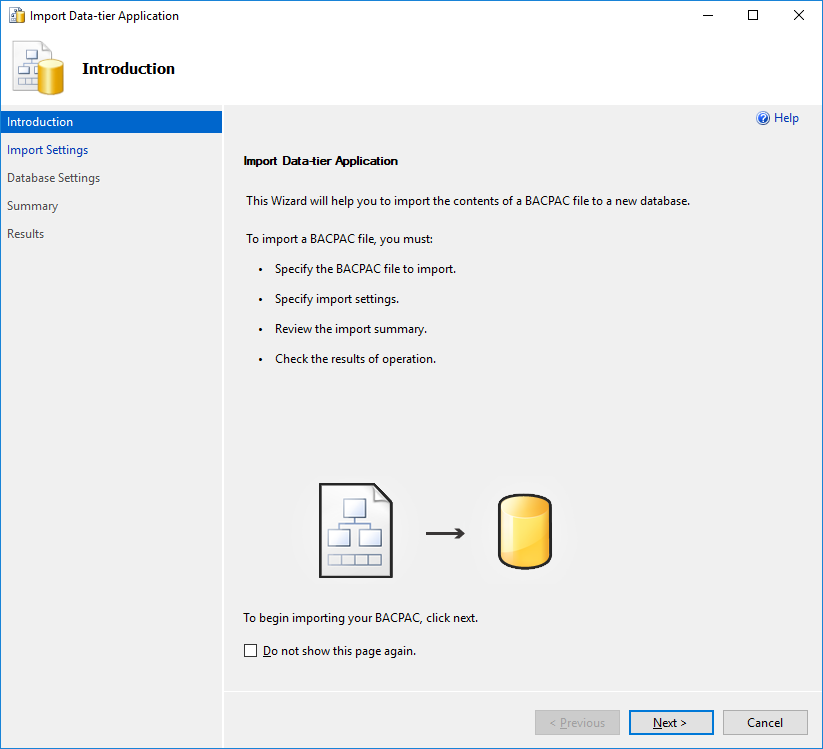 Import Data-tier Application
Introduction
Introduction
Import Settings
Database Settings
Summary
Results
Help
Import Data-tier Application
This Wizard will help you to import the contents of a BACPAC file to a new database.
To import a BACPAC file, you must:
• Specify the BACPAC file to import.
• Specify import settings.
• Review the import summary.
• Check the results of operation.
To begin importing your BACPAC, click next.
Do not show this page again.
< Previous
Next >
Cancel